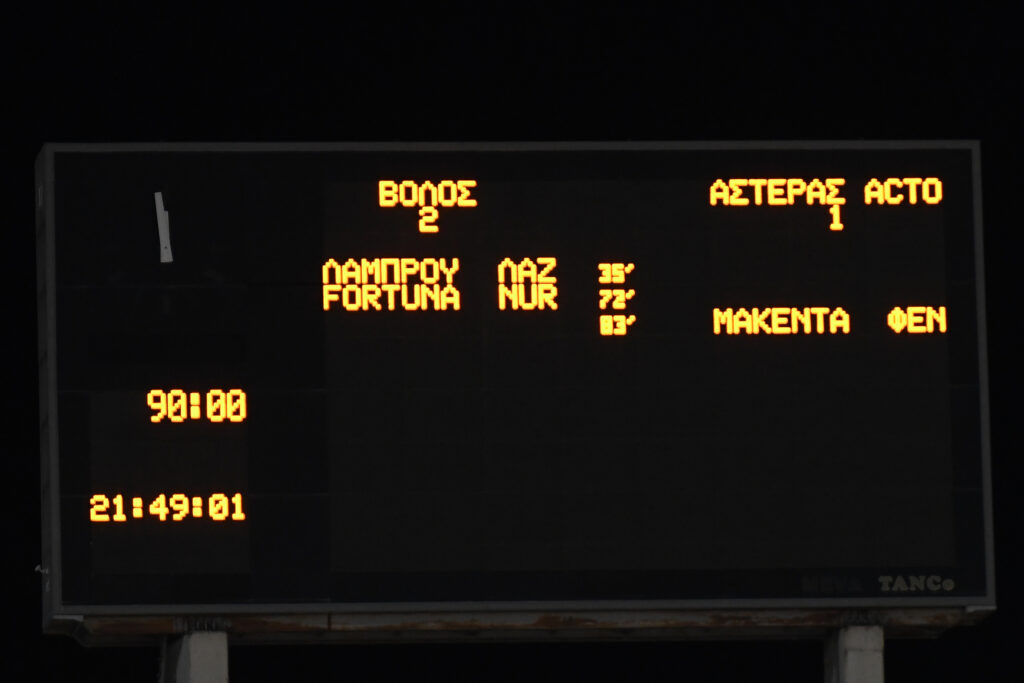 ΒΟΛΟΣ
2
ΑΣΤΕΡΑΣ ACTO
1
ΛΑΜΠΡΟΥ ΛΑΖ 35'
FORTUNA NUR 72'
83' ΜΑΚΕΝΤΑ ΦΕΝ
90:00
21:49:01
TANCo